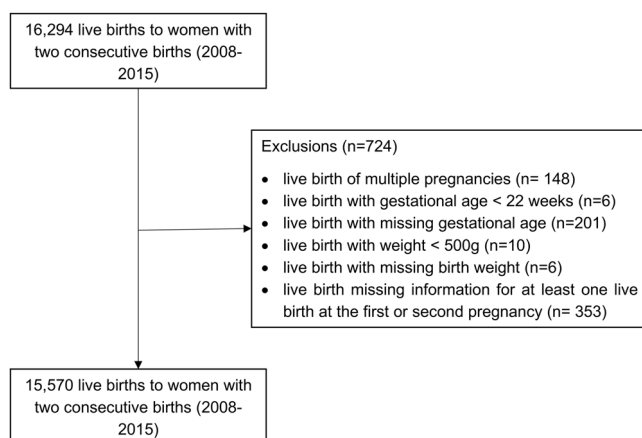 16,294 live births to women with
two consecutive births (2008-
2015)
Exclusions (n=724)
• live birth of multiple pregnancies (n= 148)
• live birth with gestational age < 22 weeks (n=6)
• live birth with missing gestational age (n=201)
• live birth with weight < 500g (n=10)
• live birth with missing birth weight (n=6)
• live birth missing information for at least one live
birth at the first or second pregnancy (n= 353)
15,570 live births to women with
two consecutive births (2008-
2015)